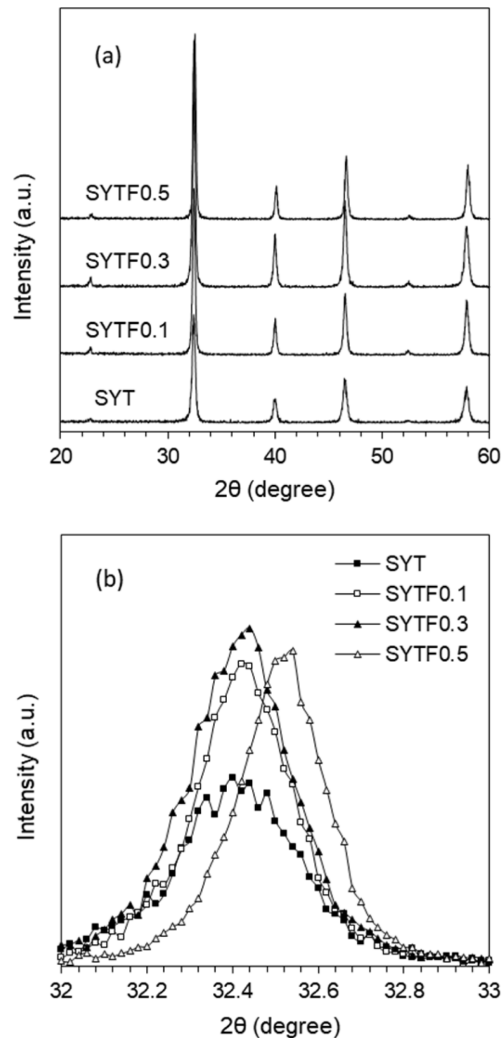 (a)
Intensity (a.u.)
SYTF0.5
SYTF0.3
SYTF0.1
SYT
20 30 40 50 60
2θ (degree)
(b)
Intensity (a.u.)
SYT
SYTF0.1
SYTF0.3
SYTF0.5
32 32.2 32.4 32.6 32.8 33
2θ (degree)